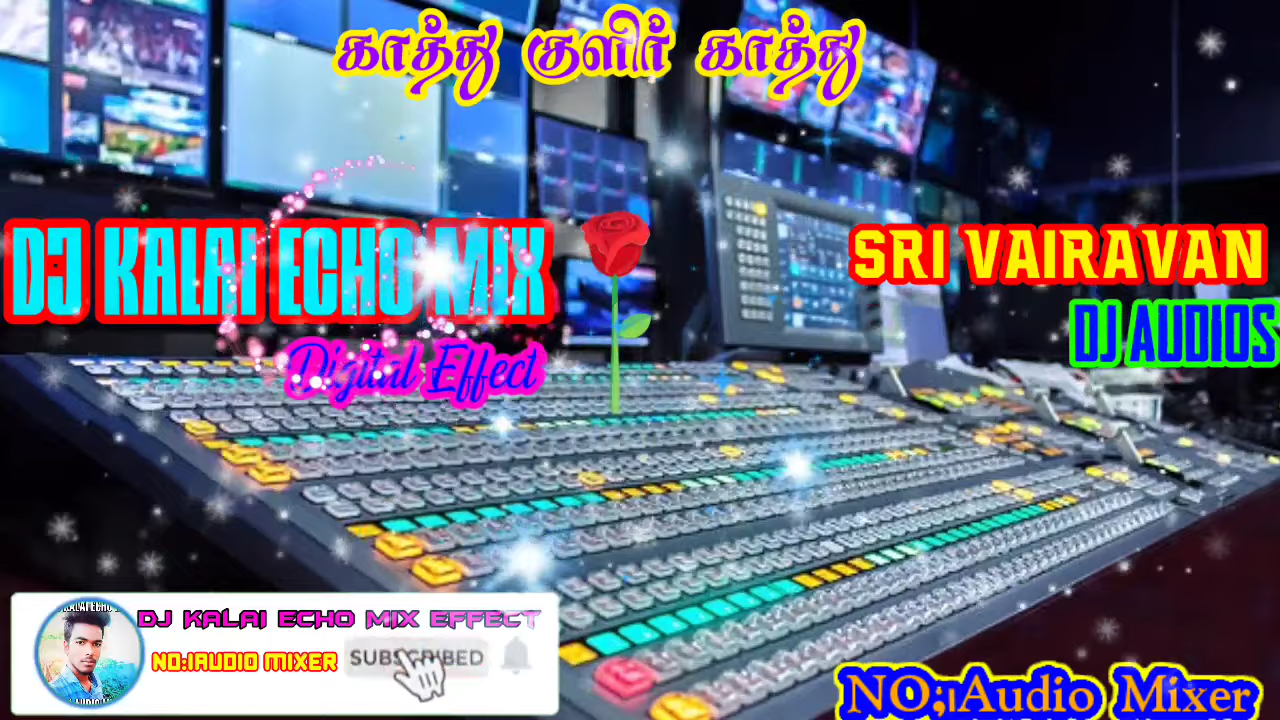 காத்து குளிர் காத்து
DJ KALAI ECHO MIX
Digital Effect
SRI VAIRAVAN
DJ AUDIOS
DJ KALAI ECHO MIX EFFECT
NO;1AUDIO MIXER
SUBSCRIBED
NO;1Audio Mixer